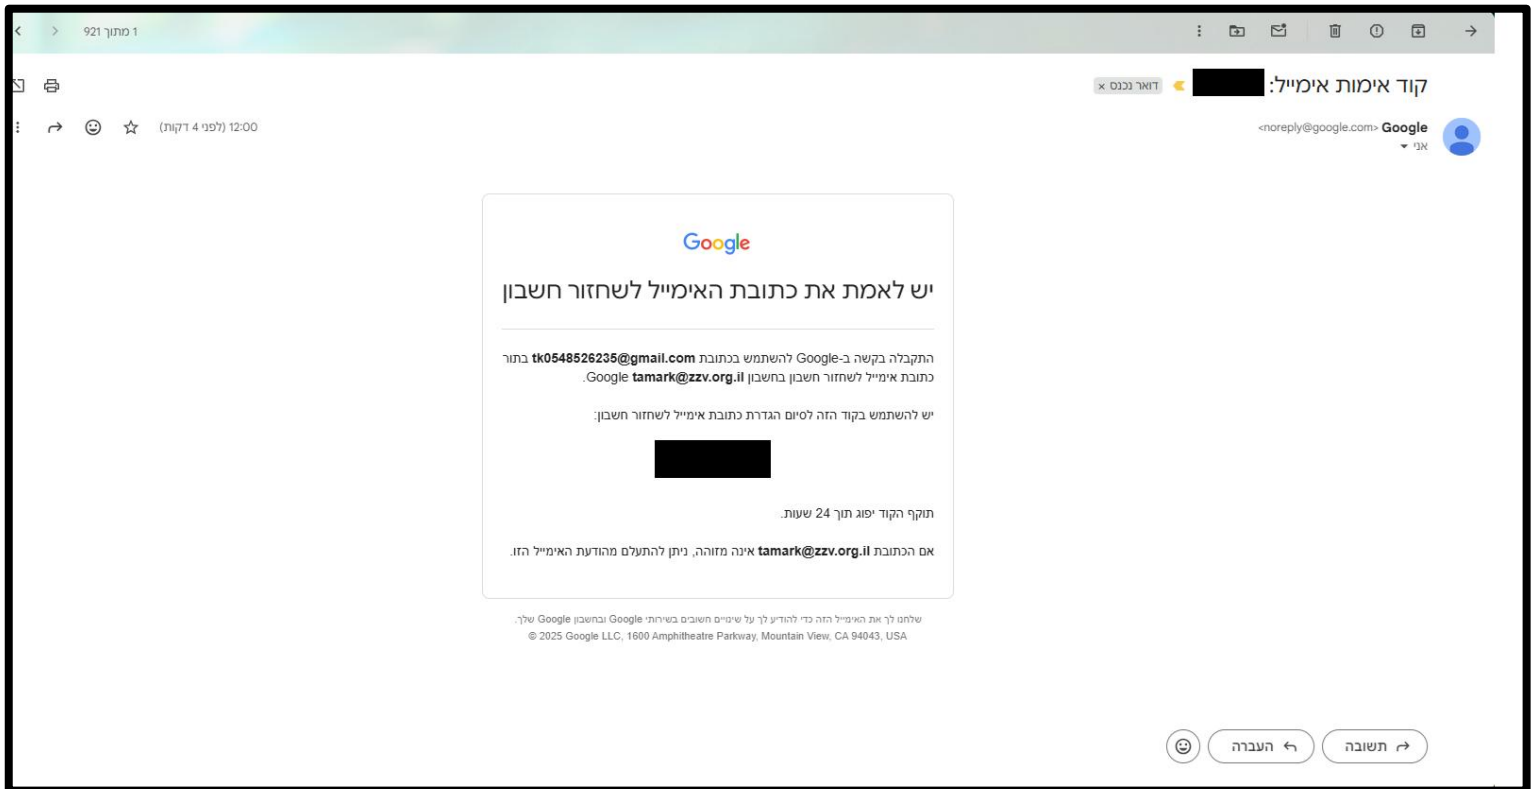 1 מתוך 921
קוד אימות אימייל:
דואר נכנס ×
Google <noreply@google.com>
12:00 (לפני 4 דקות)
אני
Google
יש לאמת את כתובת האימייל לשחזור חשבון
התקבלה בקשה ב-Google להשתמש בכתובת tk0548526235@gmail.com בתור
כתובת אימייל לשחזור חשבון בחשבון Google tamark@zzv.org.il.
יש להשתמש בקוד הזה לסיום הגדרת כתובת אימייל לשחזור חשבון:
תוקף הקוד יפוג תוך 24 שעות.
אם הכתובת tamark@zzv.org.il אינה מזוהה, ניתן להתעלם מהודעת האימייל הזו.
שלחנו לך את האימייל הזה כדי להודיע לך על שינויים חשובים בשירותי Google ובחשבון Google שלך.
© 2025 Google LLC, 1600 Amphitheatre Parkway, Mountain View, CA 94043, USA
תשובה
העברה